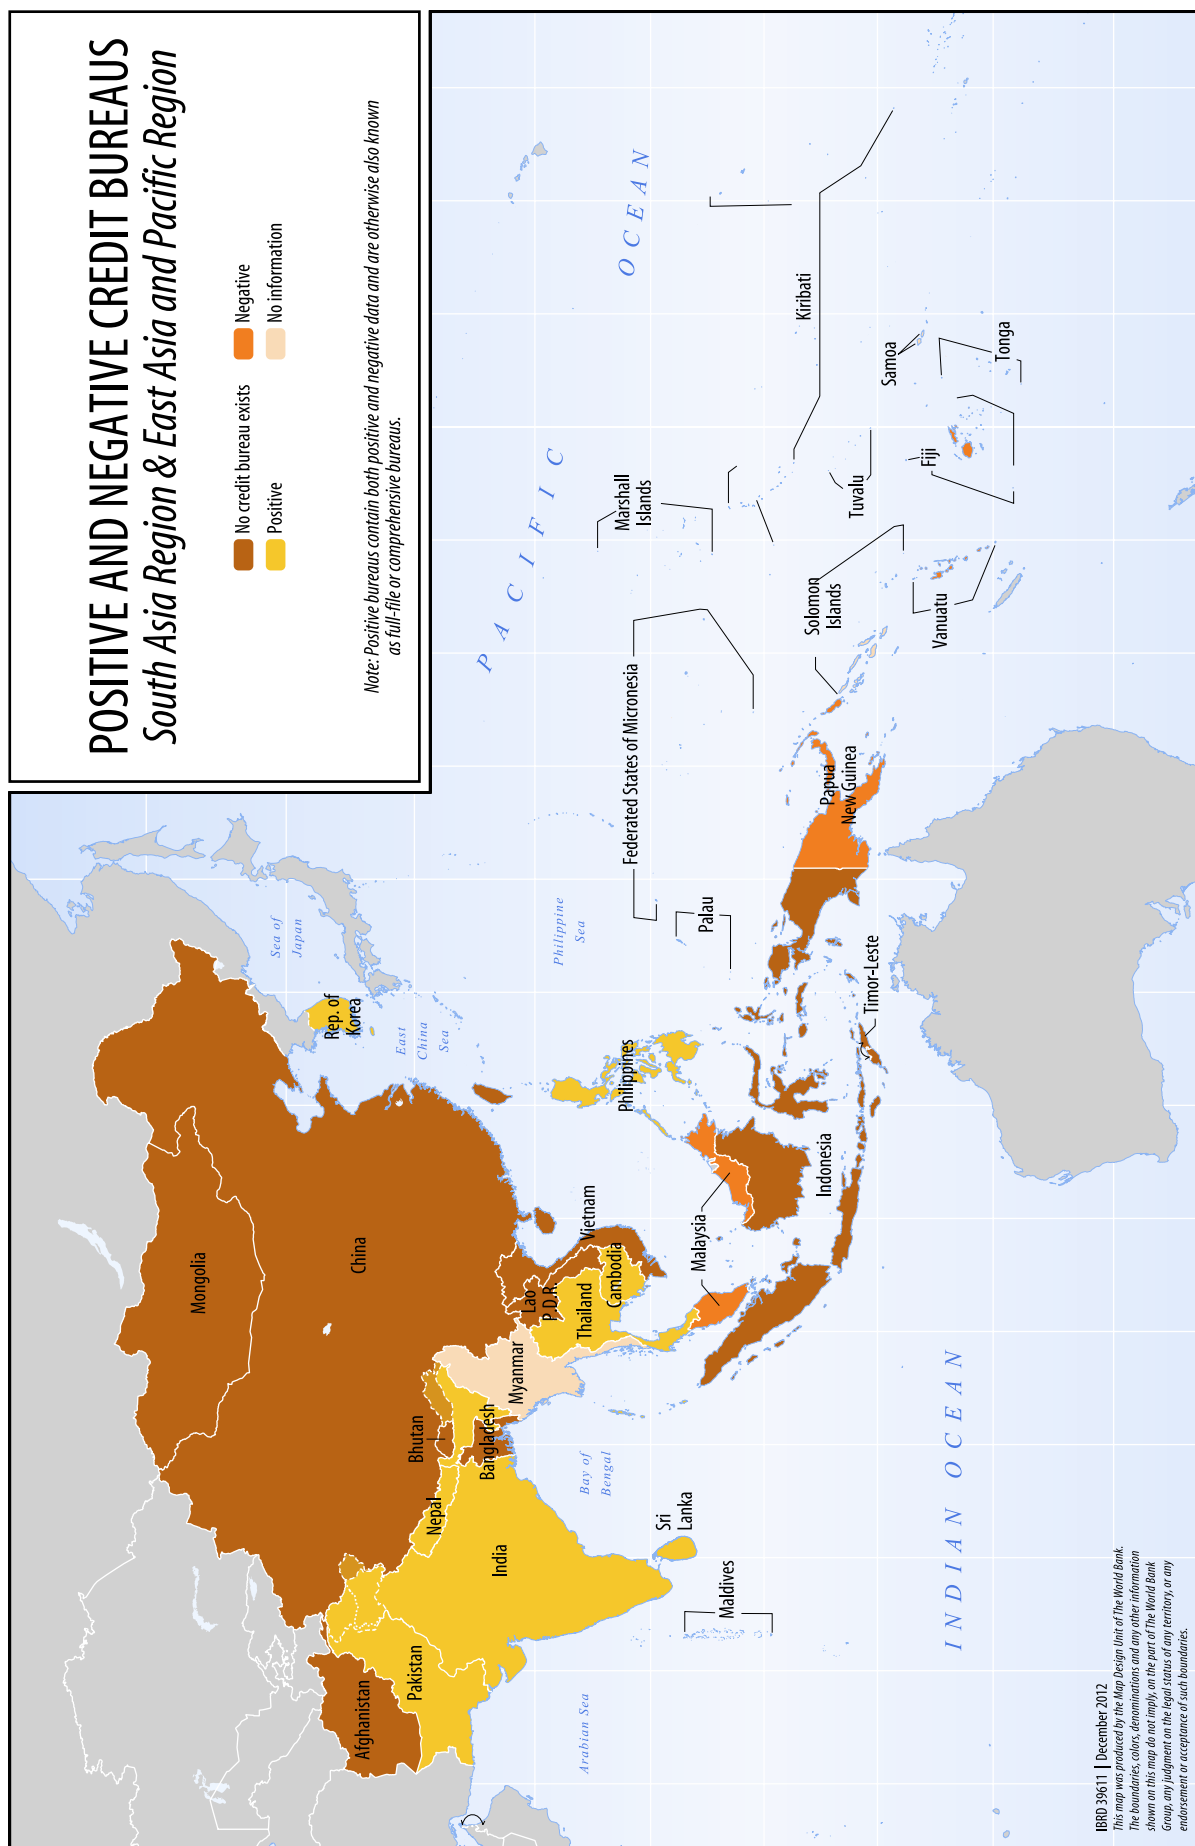 POSITIVE AND NEGATIVE CREDIT BUREAUS
South Asia Region & East Asia and Pacific Region
No credit bureau exists
Negative
Positive
No information
Note: Positive bureaus contain both positive and negative data and are otherwise also known
as full-file or comprehensive bureaus.
Mongolia
China
Sea of
Japan
Rep. of
Korea
East
China
Sea
Afghanistan
Pakistan
Nepal
Bhutan
India
Bangladesh
Myanmar
Lao
P.D.R.
Thailand
Vietnam
Cambodia
Philippines
Philippine
Sea
PACIFIC
OCEAN
Arabian Sea
Bay of
Bengal
Sri
Lanka
Maldives
Malaysia
Indonesia
Timor-Leste
Palau
Federated States of Micronesia
Marshall
Islands
Papua
New Guinea
Solomon
Islands
Kiribati
Tuvalu
Samoa
Vanuatu
Fiji
Tonga
INDIAN OCEAN
IBRD 39611 | December 2012
This map was produced by the Map Design Unit of The World Bank.
The boundaries, colors, denominations and any other information
shown on this map do not imply, on the part of The World Bank
Group, any judgment on the legal status of any territory, or any
endorsement or acceptance of such boundaries.